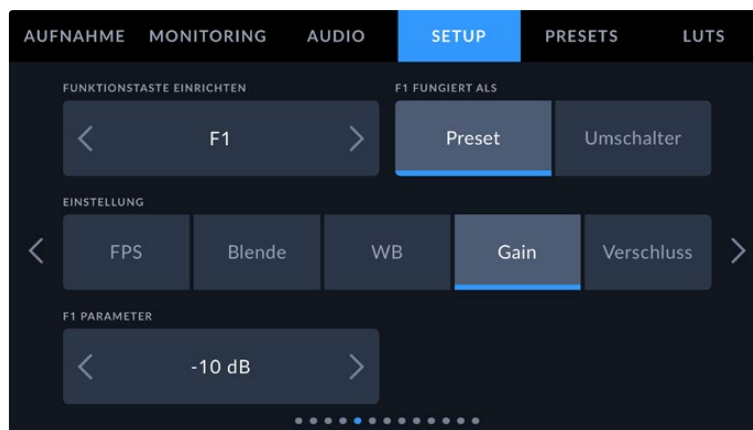 AUFNAHME MONITORING AUDIO SETUP PRESETS LUTS
FUNKTIONSTASTE EINRICHTEN F1 FUNGIERT ALS
F1 Preset Umschalter
EINSTELLUNG
FPS Blende WB Gain Verschluss
F1 PARAMETER
-10 dB